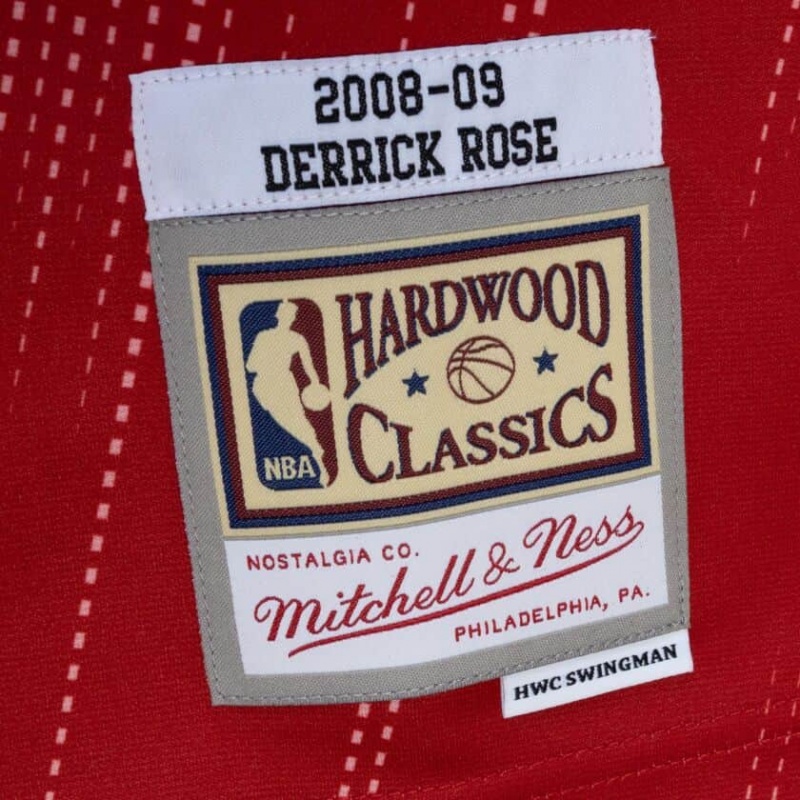 2008-09
DERRICK ROSE
HARDWOOD
CLASSICS
NBA
NOSTALGIA CO.
Mitchell & Ness
PHILADELPHIA, PA.
HWC SWINGMAN